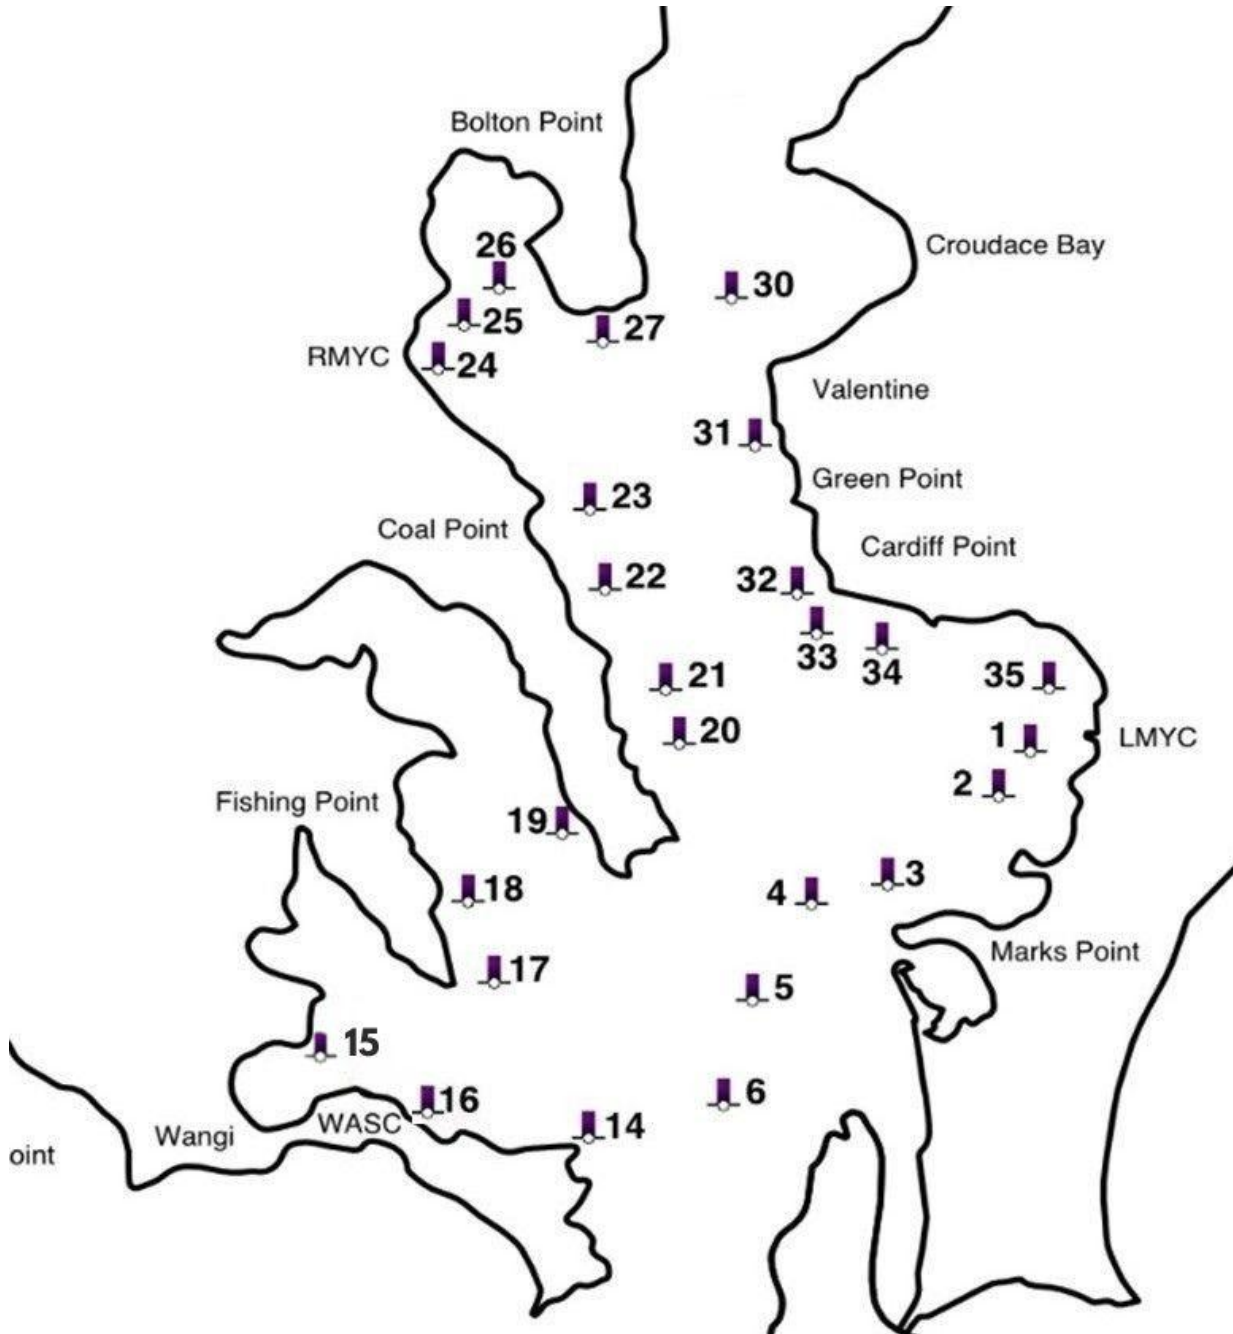 Bolton Point
26
Croudace Bay
30
25
27
RMYC
24
Valentine
31
Green Point
23
Coal Point
Cardiff Point
22
32
33
34
21
35
20
1
LMYC
2
Fishing Point
19
3
18
4
Marks Point
17
5
15
6
16
WASC
14
Wangi
oint